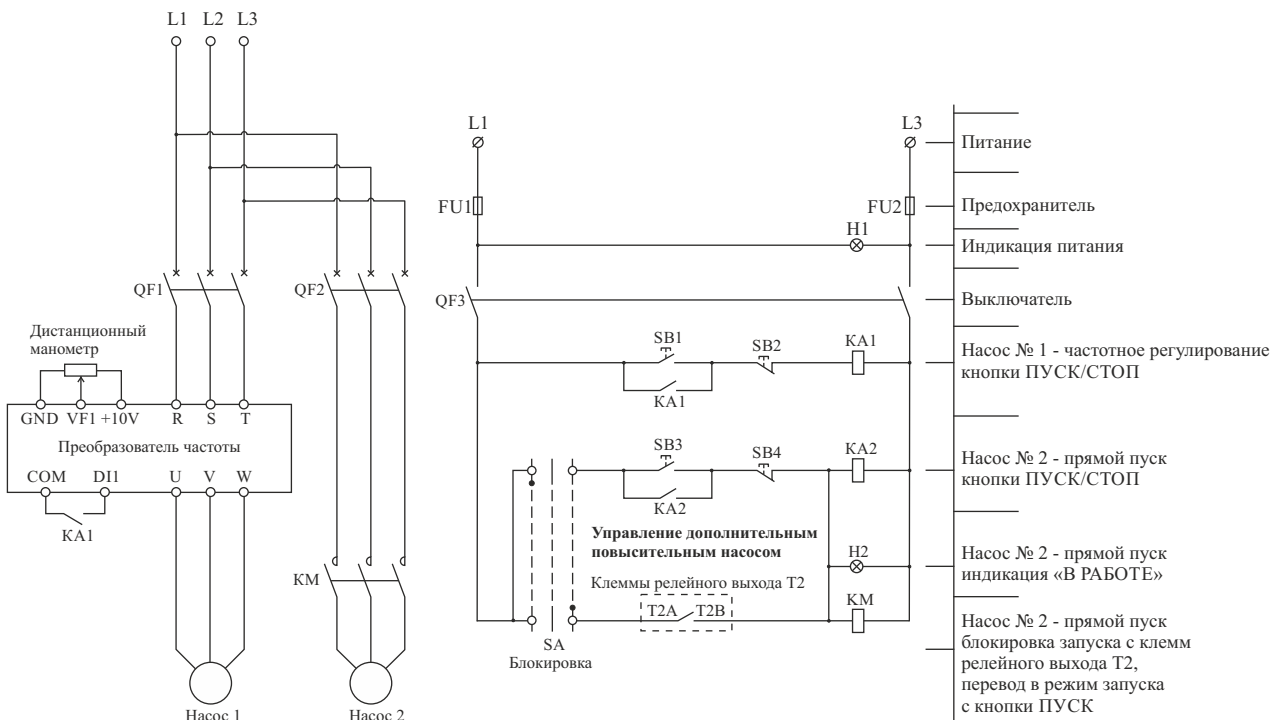 L1 L2 L3
QF1
QF2
Дистанционный
манометр
GND VF1 +10V R S T
Преобразователь частоты
COM DI1 U V W
KA1
KM
Насос 1
Насос 2
L1
L3
FU1
FU2
H1
QF3
SB1
SB2
KA1
KA1
SB3
SB4
KA2
KA2
Управление дополнительным
повысительным насосом
H2
Клеммы релейного выхода T2
T2A T2B
KM
SA
Блокировка
Питание
Предохранитель
Индикация питания
Выключатель
Насос № 1 - частотное регулирование
кнопки ПУСК/СТОП
Насос № 2 - прямой пуск
кнопки ПУСК/СТОП
Насос № 2 - прямой пуск
индикация «В РАБОТЕ»
Насос № 2 - прямой пуск
блокировка запуска с клемм
релейного выхода T2,
перевод в режим запуска
с кнопки ПУСК